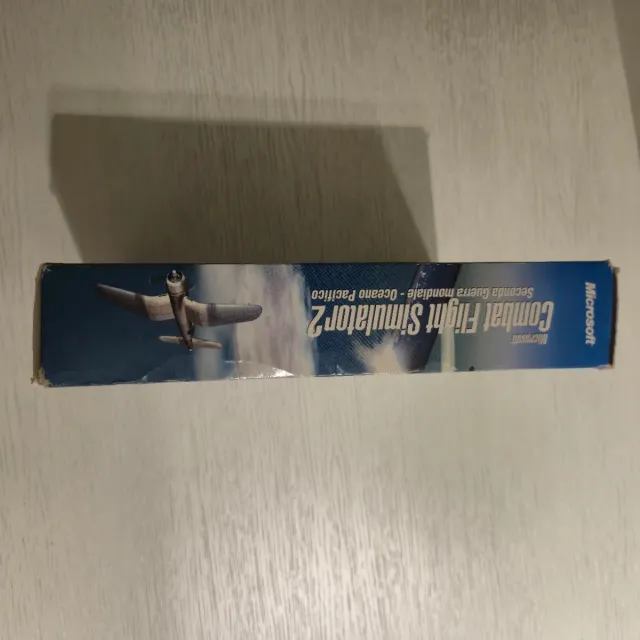 Microsoft
Microsoft
Combat Flight Simulator 2
Seconda Guerra mondiale - Oceano Pacifico